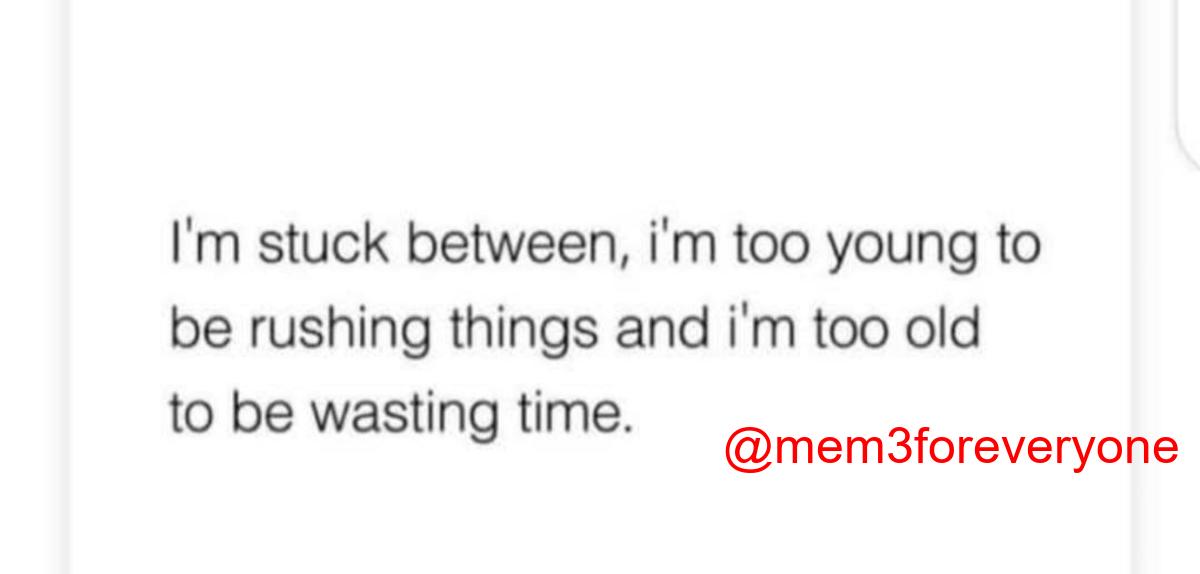 I'm stuck between, i'm too young to
be rushing things and i'm too old
to be wasting time.
@mem3foreveryone